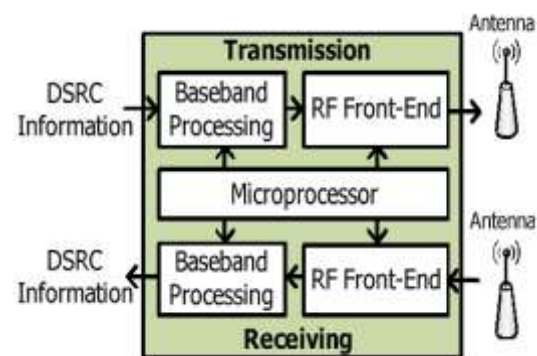 Antenna
Transmission
DSRC
Information
Baseband
Processing
RF Front-End
Microprocessor
Antenna
DSRC
Information
Baseband
Processing
RF Front-End
Receiving